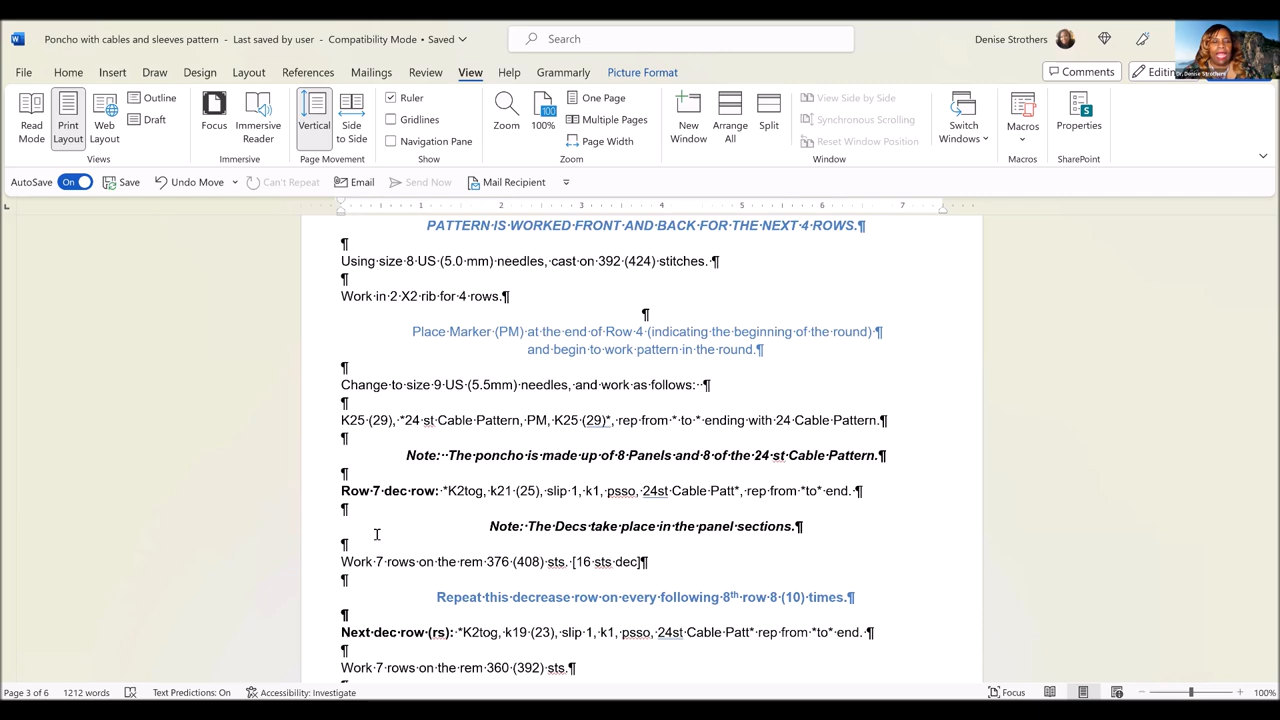 Poncho with cables and sleeves pattern - Last saved by user - Compatibility Mode • Saved
Search
Denise Strothers
Dr. Denise Strothers
File Home Insert Draw Design Layout References Mailings Review View Help Grammarly Picture Format
Comments
Editin
Read Mode
Print Layout
Web Layout
Outline
Draft
Views
Focus
Immersive Reader
Immersive
Vertical
Side to Side
Page Movement
Ruler
Gridlines
Navigation Pane
Show
Zoom
100
100%
One Page
Multiple Pages
Page Width
Zoom
New Window
Arrange All
Split
View Side by Side
Synchronous Scrolling
Reset Window Position
Window
Switch Windows
Macros
Macros
Properties
SharePoint
AutoSave On Save Undo Move Can't Repeat Email Send Now Mail Recipient
1 2 3 4 5 6 7
PATTERN·IS·WORKED·FRONT·AND·BACK·FOR·THE·NEXT·4·ROWS.¶
¶
Using·size·8·US·(5.0·mm)·needles,·cast·on·392·(424)·stitches.·¶
¶
Work·in·2·X2·rib·for·4·rows.¶
¶
Place·Marker·(PM)·at·the·end·of·Row·4·(indicating·the·beginning·of·the·round)·¶
and·begin·to·work·pattern·in·the·round.¶
¶
Change·to·size·9·US·(5.5mm)·needles,·and·work·as·follows:··¶
¶
K25·(29),·*24·st·Cable·Pattern,·PM,·K25·(29)*,·rep·from·*·to·*·ending·with·24·Cable·Pattern.¶
¶
Note:··The·poncho·is·made·up·of·8·Panels·and·8·of·the·24·st·Cable·Pattern.¶
¶
Row·7·dec·row:·*K2tog,·k21·(25),·slip·1,·k1,·psso,·24st·Cable·Patt*,·rep·from·*to*·end.·¶
¶
Note:·The·Decs·take·place·in·the·panel·sections.¶
¶
Work·7·rows·on·the·rem·376·(408)·sts.·[16·sts·dec]¶
¶
Repeat·this·decrease·row·on·every·following·8th·row·8·(10)·times.¶
¶
Next·dec·row·(rs):·*K2tog,·k19·(23),·slip·1,·k1,·psso,·24st·Cable·Patt*·rep·from·*to*·end.·¶
¶
Work·7·rows·on·the·rem·360·(392)·sts.¶
Page 3 of 6 1212 words Text Predictions: On Accessibility: Investigate Focus 100%